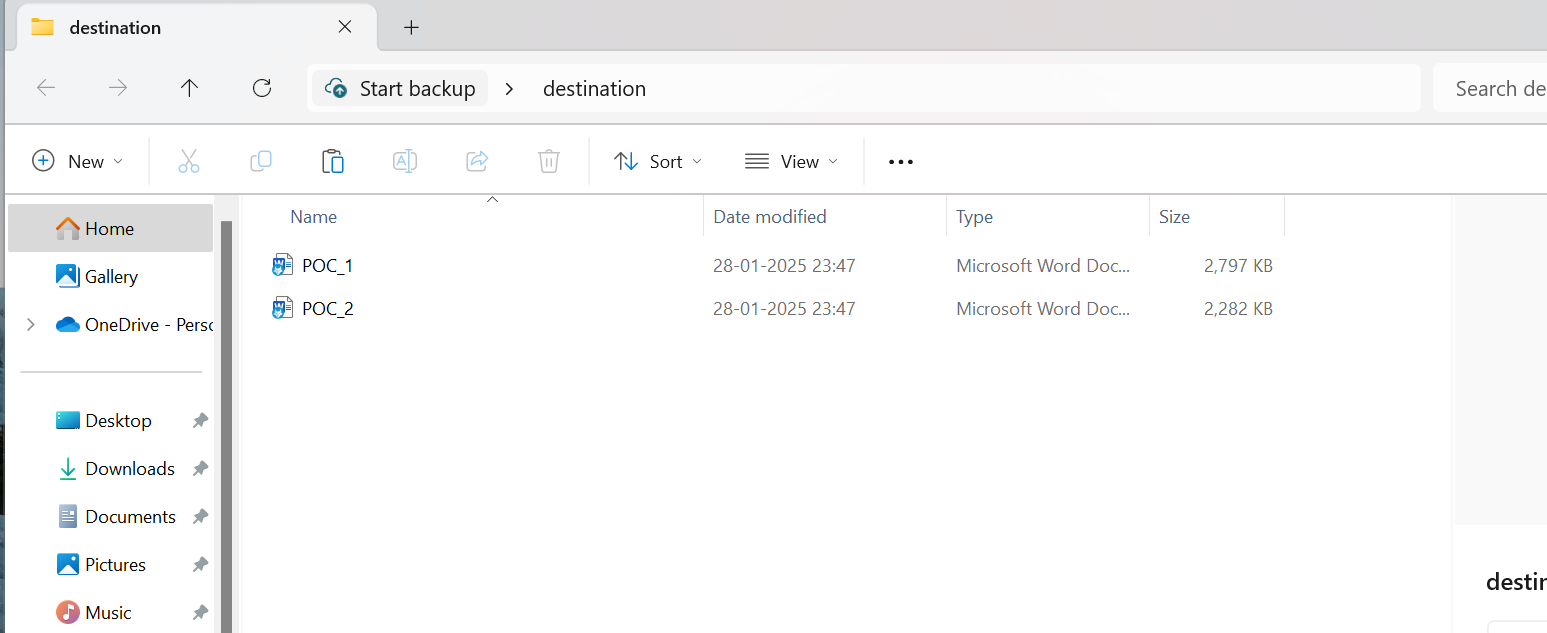 destination
Start backup > destination
Search de
New
Sort
View
Home
Gallery
OneDrive - Perso
Desktop
Downloads
Documents
Pictures
Music
Name Date modified Type Size
POC_1 28-01-2025 23:47 Microsoft Word Doc... 2,797 KB
POC_2 28-01-2025 23:47 Microsoft Word Doc... 2,282 KB
destin